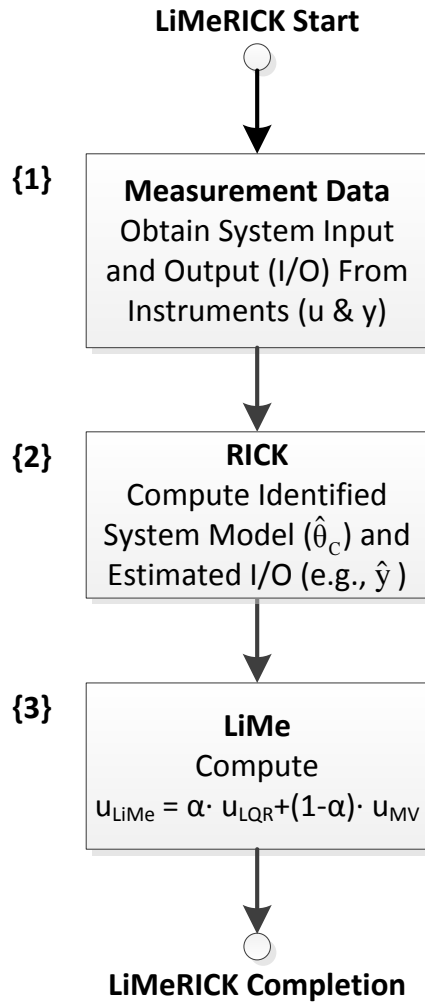 LiMeRICK Start
{1}
Measurement Data
Obtain System Input
and Output (I/O) From
Instruments (u & y)
{2}
RICK
Compute Identified
System Model (θ̂C) and
Estimated I/O (e.g., ŷ )
{3}
LiMe
Compute
uLiMe = α· uLQR+(1-α)· uMV
LiMeRICK Completion